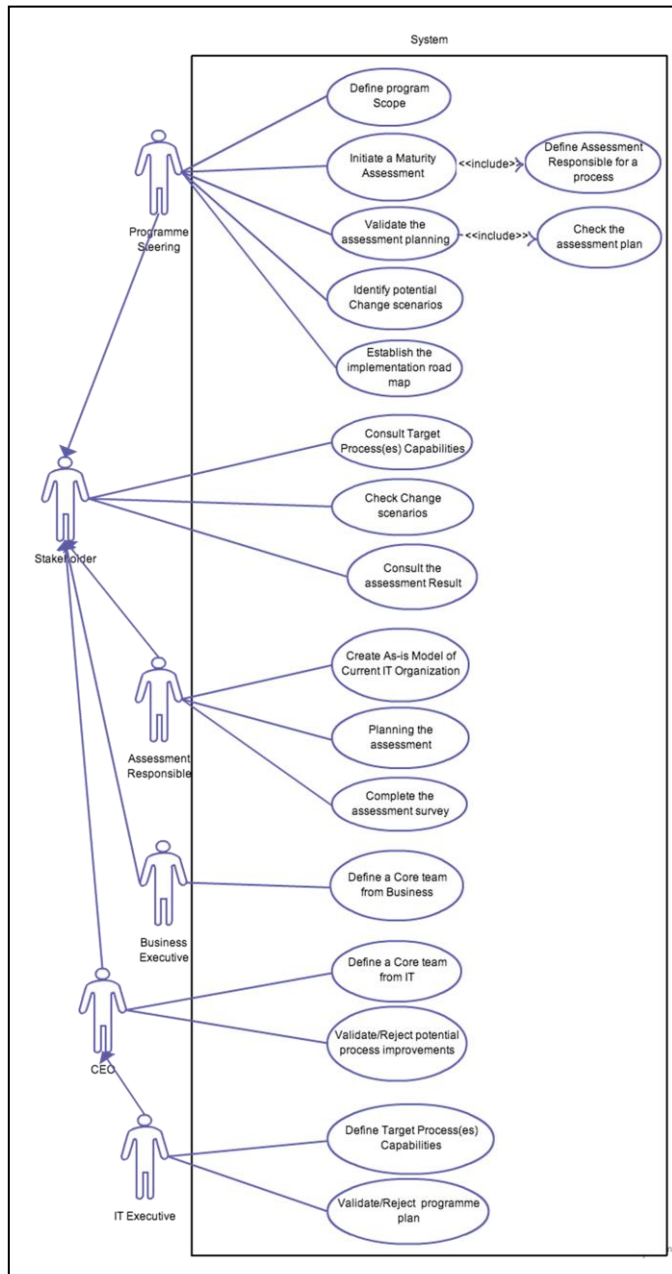 System
Define program
Scope
Initiate a Maturity
Assessment
<<include>>
Define Assessment
Responsible for a
process
Programme
Steering
Validate the
assessment planning
<<include>>
Check the
assessment plan
Identify potential
Change scenarios
Establish the
implementation road
map
Consult Target
Process(es) Capabilities
Check Change
scenarios
Stakeholder
Consult the
assessment Result
Create As-is Model of
Current IT Organization
Planning the
assessment
Assessment
Responsible
Complete the
assessment survey
Define a Core team
from Business
Business
Executive
Define a Core team
from IT
Validate/Reject potential
process improvements
CEO
Define Target Process(es)
Capabilities
Validate/Reject programme
plan
IT Executive